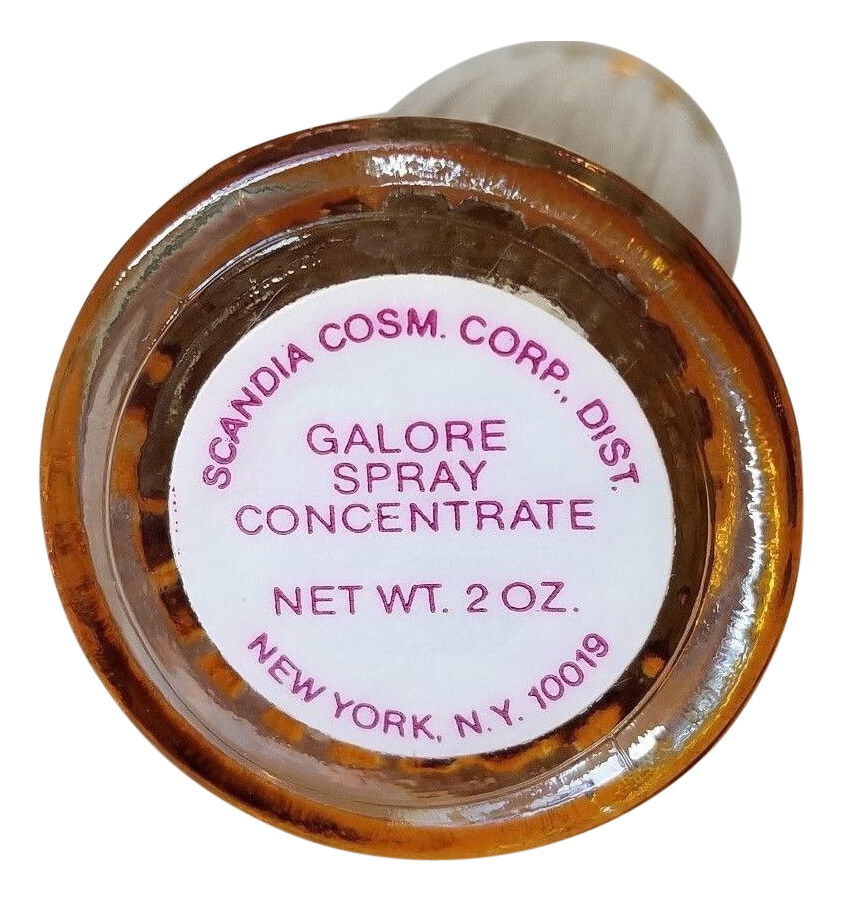 SCANDIA COSM. CORP., DIST.
GALORE
SPRAY
CONCENTRATE
NET WT. 2 OZ.
NEW YORK, N.Y. 10019